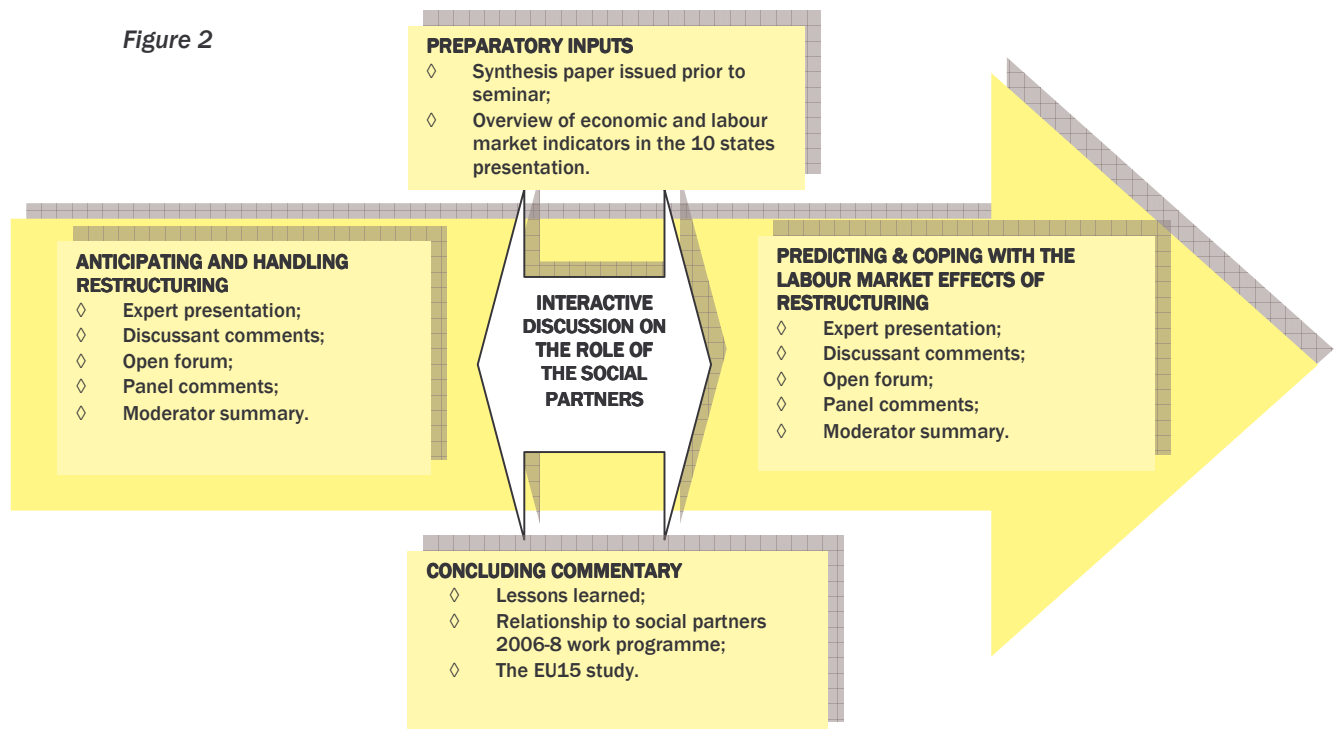 Figure 2
PREPARATORY INPUTS
◊ Synthesis paper issued prior to
seminar;
◊ Overview of economic and labour
market indicators in the 10 states
presentation.
ANTICIPATING AND HANDLING
RESTRUCTURING
◊ Expert presentation;
◊ Discussant comments;
◊ Open forum;
◊ Panel comments;
◊ Moderator summary.
INTERACTIVE
DISCUSSION ON
THE ROLE OF
THE SOCIAL
PARTNERS
PREDICTING & COPING WITH THE
LABOUR MARKET EFFECTS OF
RESTRUCTURING
◊ Expert presentation;
◊ Discussant comments;
◊ Open forum;
◊ Panel comments;
◊ Moderator summary.
CONCLUDING COMMENTARY
◊ Lessons learned;
◊ Relationship to social partners
2006-8 work programme;
◊ The EU15 study.